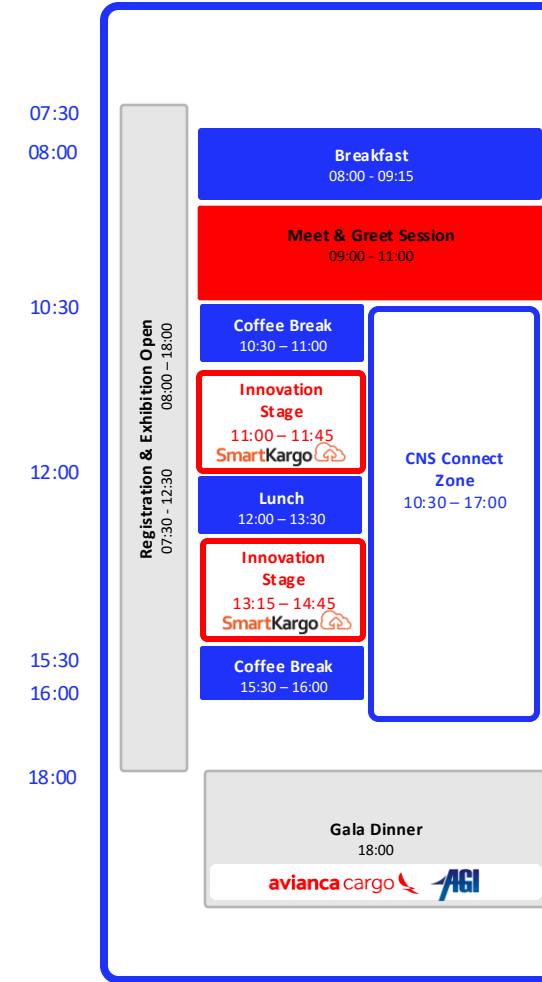 07:30
08:00
Breakfast
08:00 - 09:15
Meet & Greet Session
09:00 - 11:00
10:30
Registration & Exhibition Open
07:30 - 12:30 08:00 – 18:00
Coffee Break
10:30 – 11:00
Innovation
Stage
11:00 – 11:45
SmartKargo
CNS Connect
Zone
10:30 – 17:00
12:00
Lunch
12:00 – 13:30
Innovation
Stage
13:15 – 14:45
SmartKargo
15:30
16:00
Coffee Break
15:30 – 16:00
18:00
Gala Dinner
18:00
avianca cargo AGI